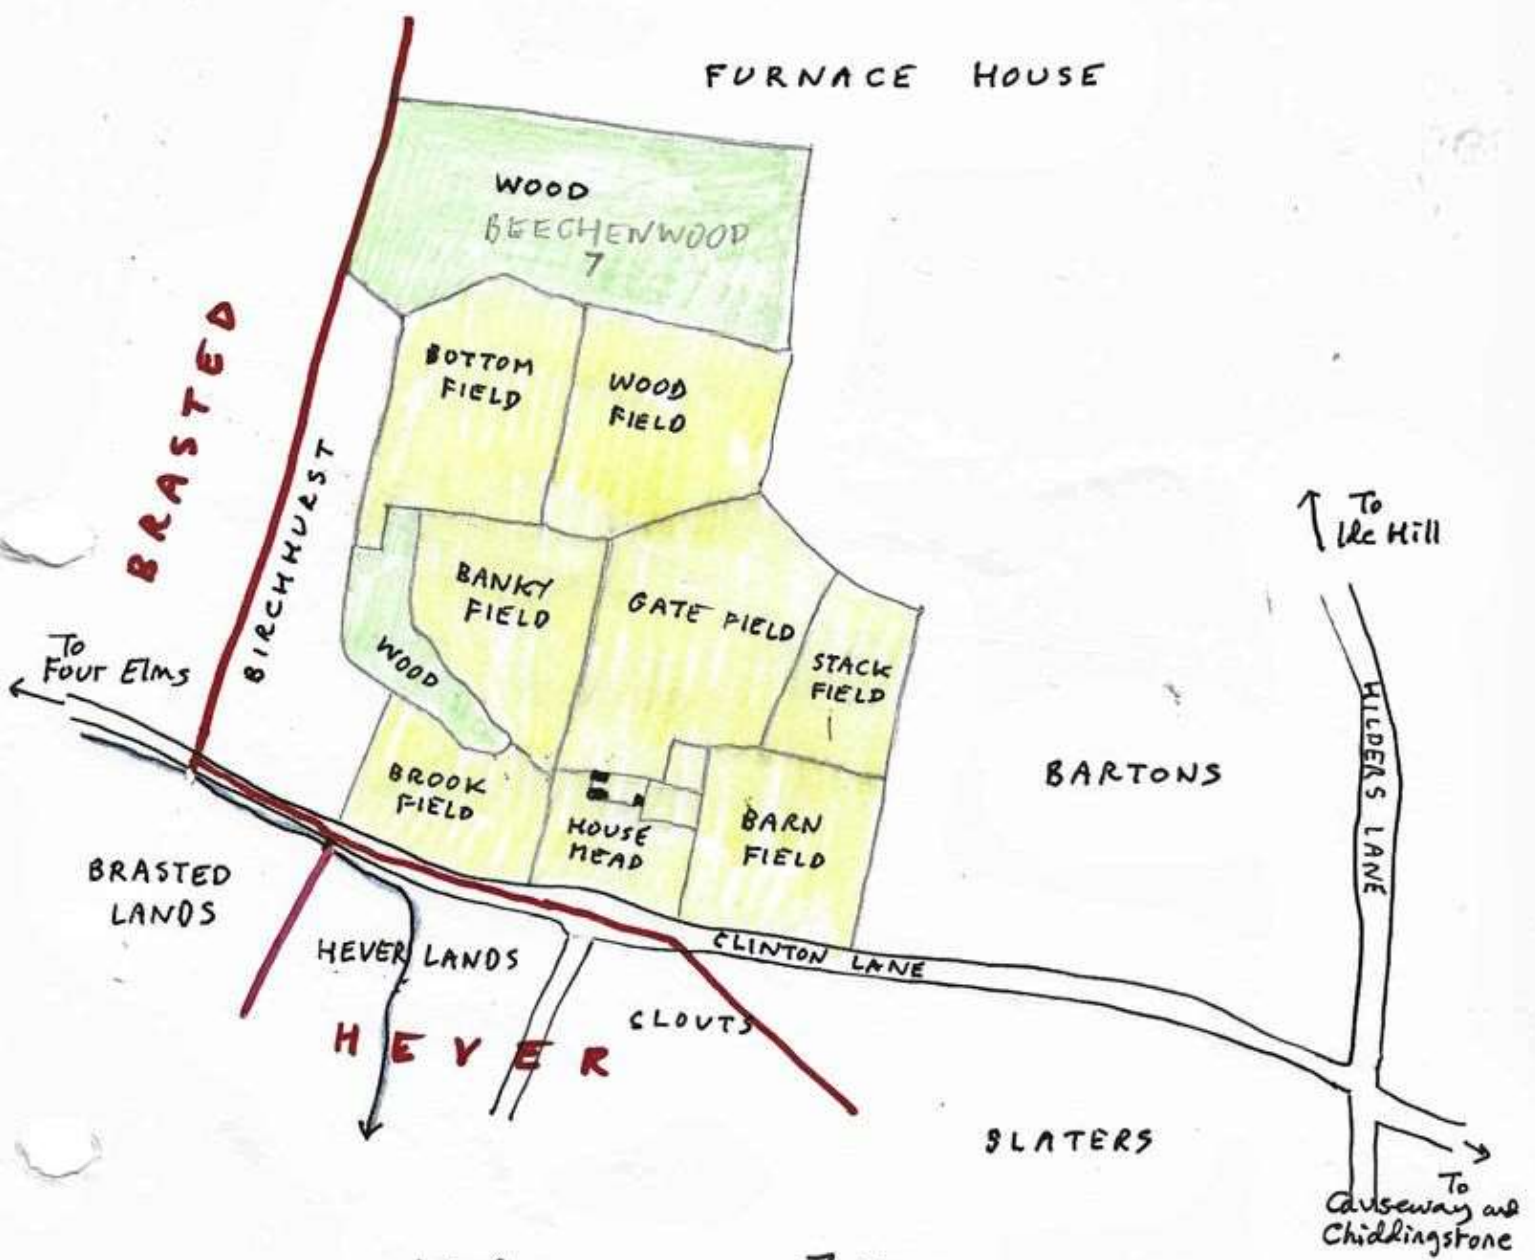 FURNACE HOUSE
WOOD
BEECHENWOOD
7
BRASTED
BIRCHHURST
BOTTOM
FIELD
WOOD
FIELD
BANKY
FIELD
GATE FIELD
STACK
FIELD
WOOD
To
Four Elms
BROOK
FIELD
HOUSE
MEAD
BARN
FIELD
BARTONS
To
Ide Hill
HILDERS LANE
BRASTED
LANDS
HEVER LANDS
CLINTON LANE
CLOUTS
HEVER
SLATERS
To
Causeway and
Chiddingstone